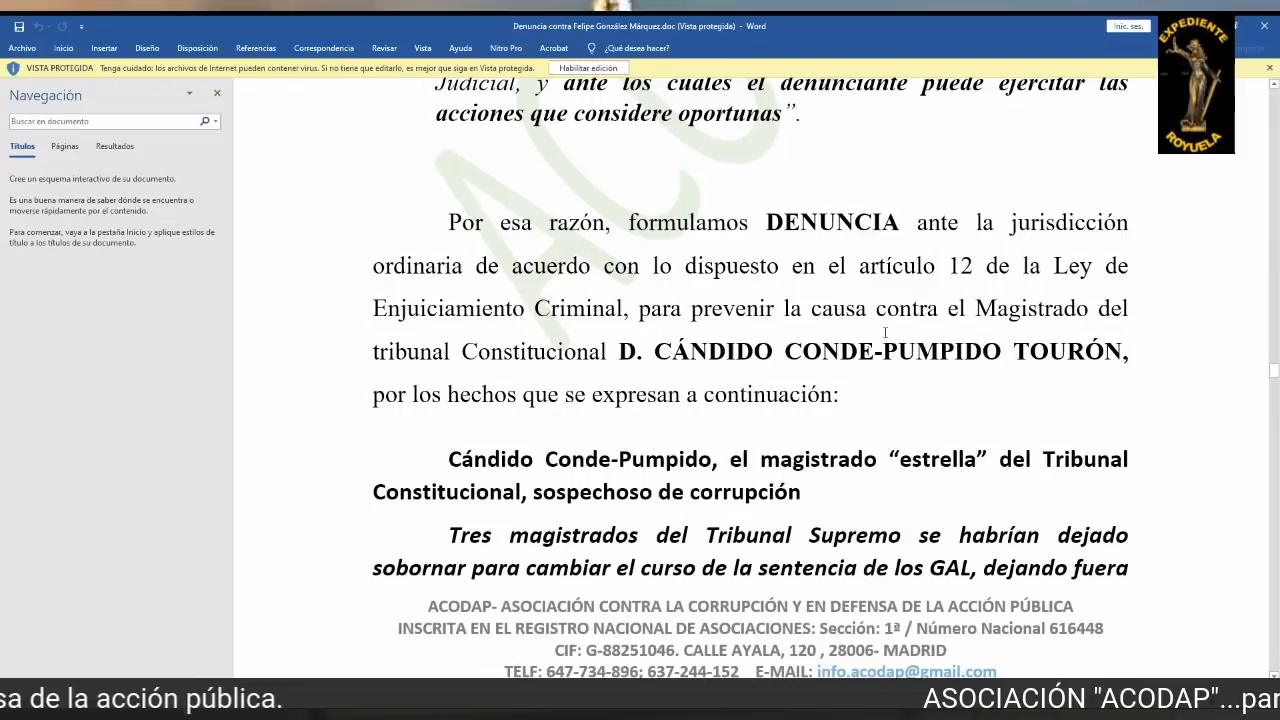 Denuncia contra Felipe González Márquez.doc (Vista protegida) - Word
Inic. ses.
Archivo Inicio Insertar Diseño Disposición Referencias Correspondencia Revisar Vista Ayuda Nitro Pro Acrobat ¿Qué desea hacer?
VISTA PROTEGIDA Tenga cuidado: los archivos de Internet pueden contener virus. Si no tiene que editarlo, es mejor que siga en Vista protegida. Habilitar edición
EXPEDIENTE
ROYUELA
Navegación
Buscar en documento
Títulos Páginas Resultados
Cree un esquema interactivo de su documento.
Es una buena manera de saber dónde se encuentra o
moverse rápidamente por el contenido.
Para comenzar, vaya a la pestaña Inicio y aplique estilos de
título a los títulos de su documento.
Judicial, y ante los cuales el denunciante puede ejercitar las
acciones que considere oportunas”.
Por esa razón, formulamos DENUNCIA ante la jurisdicción
ordinaria de acuerdo con lo dispuesto en el artículo 12 de la Ley de
Enjuiciamiento Criminal, para prevenir la causa contra el Magistrado del
tribunal Constitucional D. CÁNDIDO CONDE-PUMPIDO TOURÓN,
por los hechos que se expresan a continuación:
Cándido Conde-Pumpido, el magistrado “estrella” del Tribunal
Constitucional, sospechoso de corrupción
Tres magistrados del Tribunal Supremo se habrían dejado
sobornar para cambiar el curso de la sentencia de los GAL, dejando fuera
ACODAP- ASOCIACIÓN CONTRA LA CORRUPCIÓN Y EN DEFENSA DE LA ACCIÓN PÚBLICA
INSCRITA EN EL REGISTRO NACIONAL DE ASOCIACIONES: Sección: 1ª / Número Nacional 616448
CIF: G-88251046. CALLE AYALA, 120 , 28006- MADRID
TELF: 647-734-896; 637-244-152 E-MAIL: info.acodap@gmail.com
sa de la acción pública. ASOCIACIÓN "ACODAP"...par